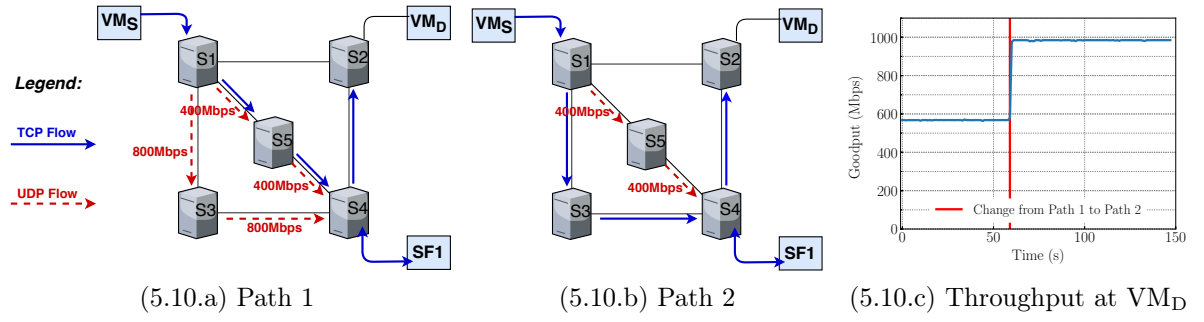 Legend:
TCP Flow
UDP Flow
VMS
VMD
S1
S2
400Mbps
S5
800Mbps
400Mbps
S3
S4
800Mbps
SF1
(5.10.a) Path 1
VMS
VMD
S1
S2
400Mbps
S5
400Mbps
S3
S4
SF1
(5.10.b) Path 2
1000
800
600
400
200
0
Goodput (Mbps)
Change from Path 1 to Path 2
0 50 100 150
Time (s)
(5.10.c) Throughput at VMD